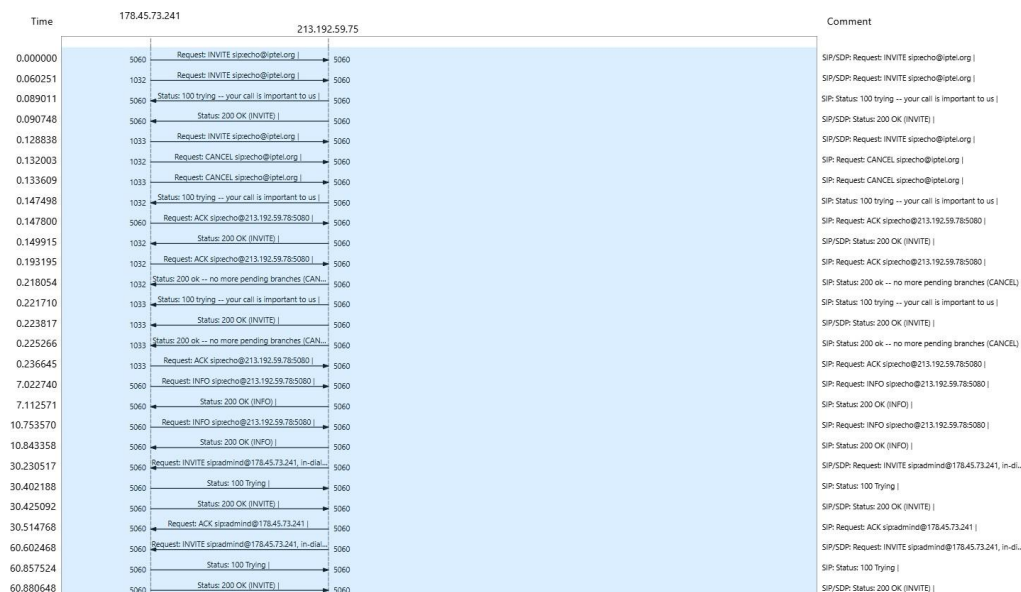 178.45.73.241
Time 213.192.59.75 Comment
0.000000 5060 Request: INVITE sip:echo@iptel.org | 5060 SIP/SDP: Request: INVITE sip:echo@iptel.org |
0.060251 1032 Request: INVITE sip:echo@iptel.org | 5060 SIP/SDP: Request: INVITE sip:echo@iptel.org |
0.089011 5060 Status: 100 trying -- your call is important to us | 5060 SIP: Status: 100 trying -- your call is important to us |
0.090748 5060 Status: 200 OK (INVITE) | 5060 SIP/SDP: Status: 200 OK (INVITE) |
0.128838 1033 Request: INVITE sip:echo@iptel.org | 5060 SIP/SDP: Request: INVITE sip:echo@iptel.org |
0.132003 1032 Request: CANCEL sip:echo@iptel.org | 5060 SIP: Request: CANCEL sip:echo@iptel.org |
0.133609 1033 Request: CANCEL sip:echo@iptel.org | 5060 SIP: Request: CANCEL sip:echo@iptel.org |
0.147498 1032 Status: 100 trying -- your call is important to us | 5060 SIP: Status: 100 trying -- your call is important to us |
0.147800 5060 Request: ACK sip:echo@213.192.59.78:5080 | 5060 SIP: Request: ACK sip:echo@213.192.59.78:5080 |
0.149915 1032 Status: 200 OK (INVITE) | 5060 SIP/SDP: Status: 200 OK (INVITE) |
0.193195 1032 Request: ACK sip:echo@213.192.59.78:5080 | 5060 SIP: Request: ACK sip:echo@213.192.59.78:5080 |
0.218054 1032 Status: 200 ok -- no more pending branches (CAN... 5060 SIP: Status: 200 ok -- no more pending branches (CANCEL)
0.221710 1033 Status: 100 trying -- your call is important to us | 5060 SIP: Status: 100 trying -- your call is important to us |
0.223817 1033 Status: 200 OK (INVITE) | 5060 SIP/SDP: Status: 200 OK (INVITE) |
0.225266 1033 Status: 200 ok -- no more pending branches (CAN... 5060 SIP: Status: 200 ok -- no more pending branches (CANCEL)
0.236645 1033 Request: ACK sip:echo@213.192.59.78:5080 | 5060 SIP: Request: ACK sip:echo@213.192.59.78:5080 |
7.022740 5060 Request: INFO sip:echo@213.192.59.78:5080 | 5060 SIP: Request: INFO sip:echo@213.192.59.78:5080 |
7.112571 5060 Status: 200 OK (INFO) | 5060 SIP: Status: 200 OK (INFO) |
10.753570 5060 Request: INFO sip:echo@213.192.59.78:5080 | 5060 SIP: Request: INFO sip:echo@213.192.59.78:5080 |
10.843358 5060 Status: 200 OK (INFO) | 5060 SIP: Status: 200 OK (INFO) |
30.230517 5060 Request: INVITE sip:admind@178.45.73.241, in-dial... 5060 SIP/SDP: Request: INVITE sip:admind@178.45.73.241, in-di...
30.402188 5060 Status: 100 Trying | 5060 SIP: Status: 100 Trying |
30.425092 5060 Status: 200 OK (INVITE) | 5060 SIP/SDP: Status: 200 OK (INVITE) |
30.514768 5060 Request: ACK sip:admind@178.45.73.241 | 5060 SIP: Request: ACK sip:admind@178.45.73.241 |
60.602468 5060 Request: INVITE sip:admind@178.45.73.241, in-dial... 5060 SIP/SDP: Request: INVITE sip:admind@178.45.73.241, in-di...
60.857524 5060 Status: 100 Trying | 5060 SIP: Status: 100 Trying |
60.880648 5060 Status: 200 OK (INVITE) | 5060 SIP/SDP: Status: 200 OK (INVITE) |